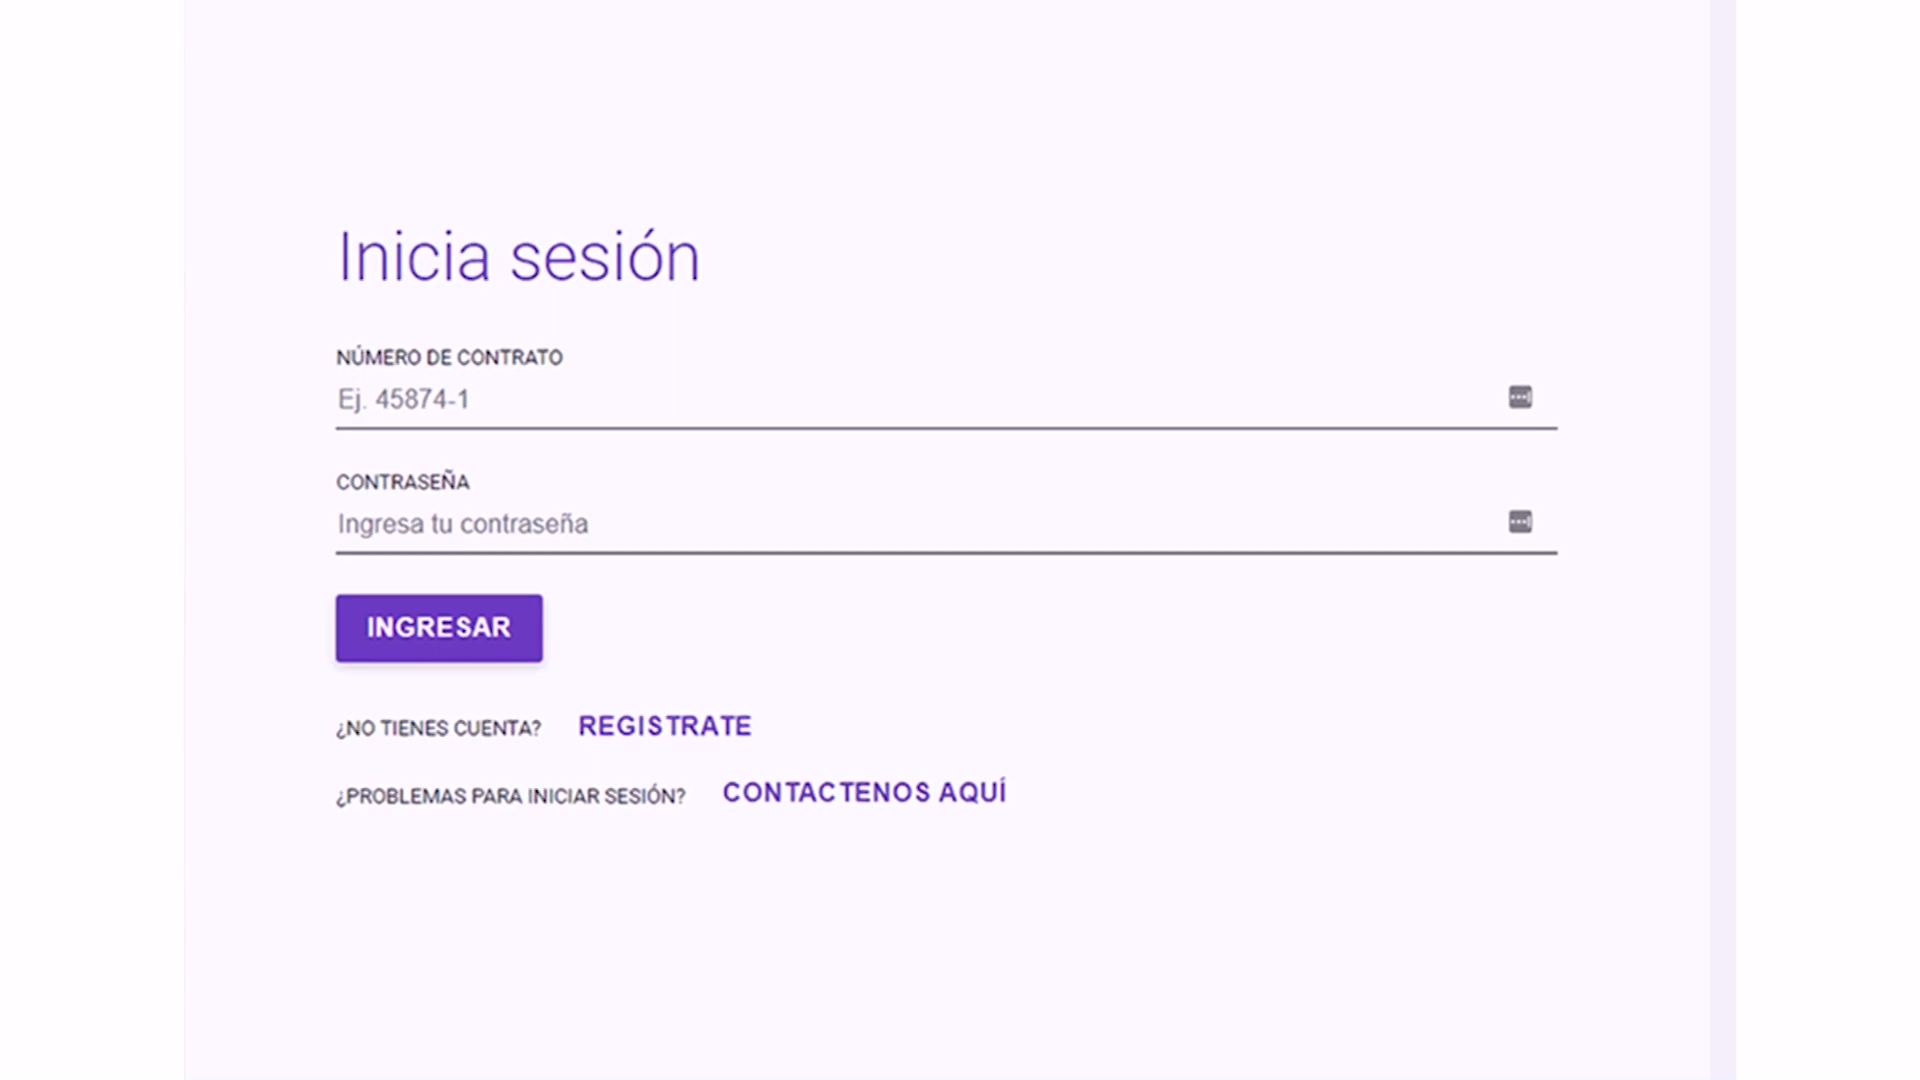 Inicia sesión
NÚMERO DE CONTRATO
Ej. 45874-1
CONTRASEÑA
Ingresa tu contraseña
INGRESAR
¿NO TIENES CUENTA? REGISTRATE
¿PROBLEMAS PARA INICIAR SESIÓN? CONTACTENOS AQUÍ